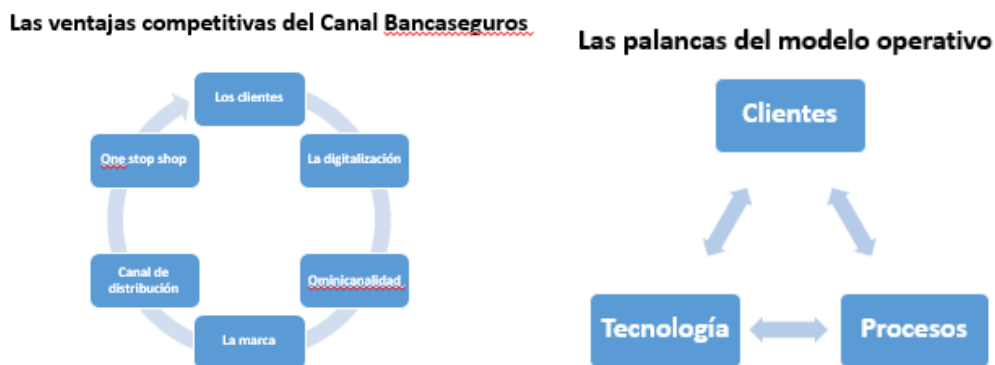 Las ventajas competitivas del Canal Bancaseguros
Los clientes
La digitalización
Ominicanalidad
La marca
Canal de
distribución
One stop shop
Las palancas del modelo operativo
Clientes
Tecnología
Procesos